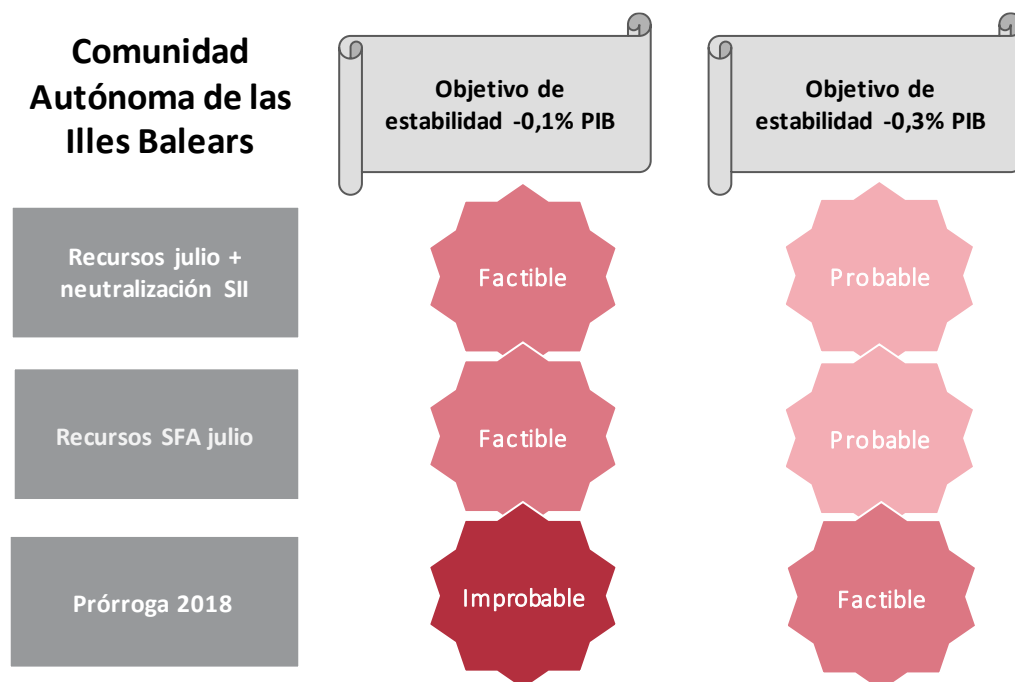 Comunidad
Autónoma de las
Illes Balears
Objetivo de
estabilidad -0,1% PIB
Objetivo de
estabilidad -0,3% PIB
Recursos julio +
neutralización SII
Factible
Probable
Recursos SFA julio
Factible
Probable
Prórroga 2018
Improbable
Factible